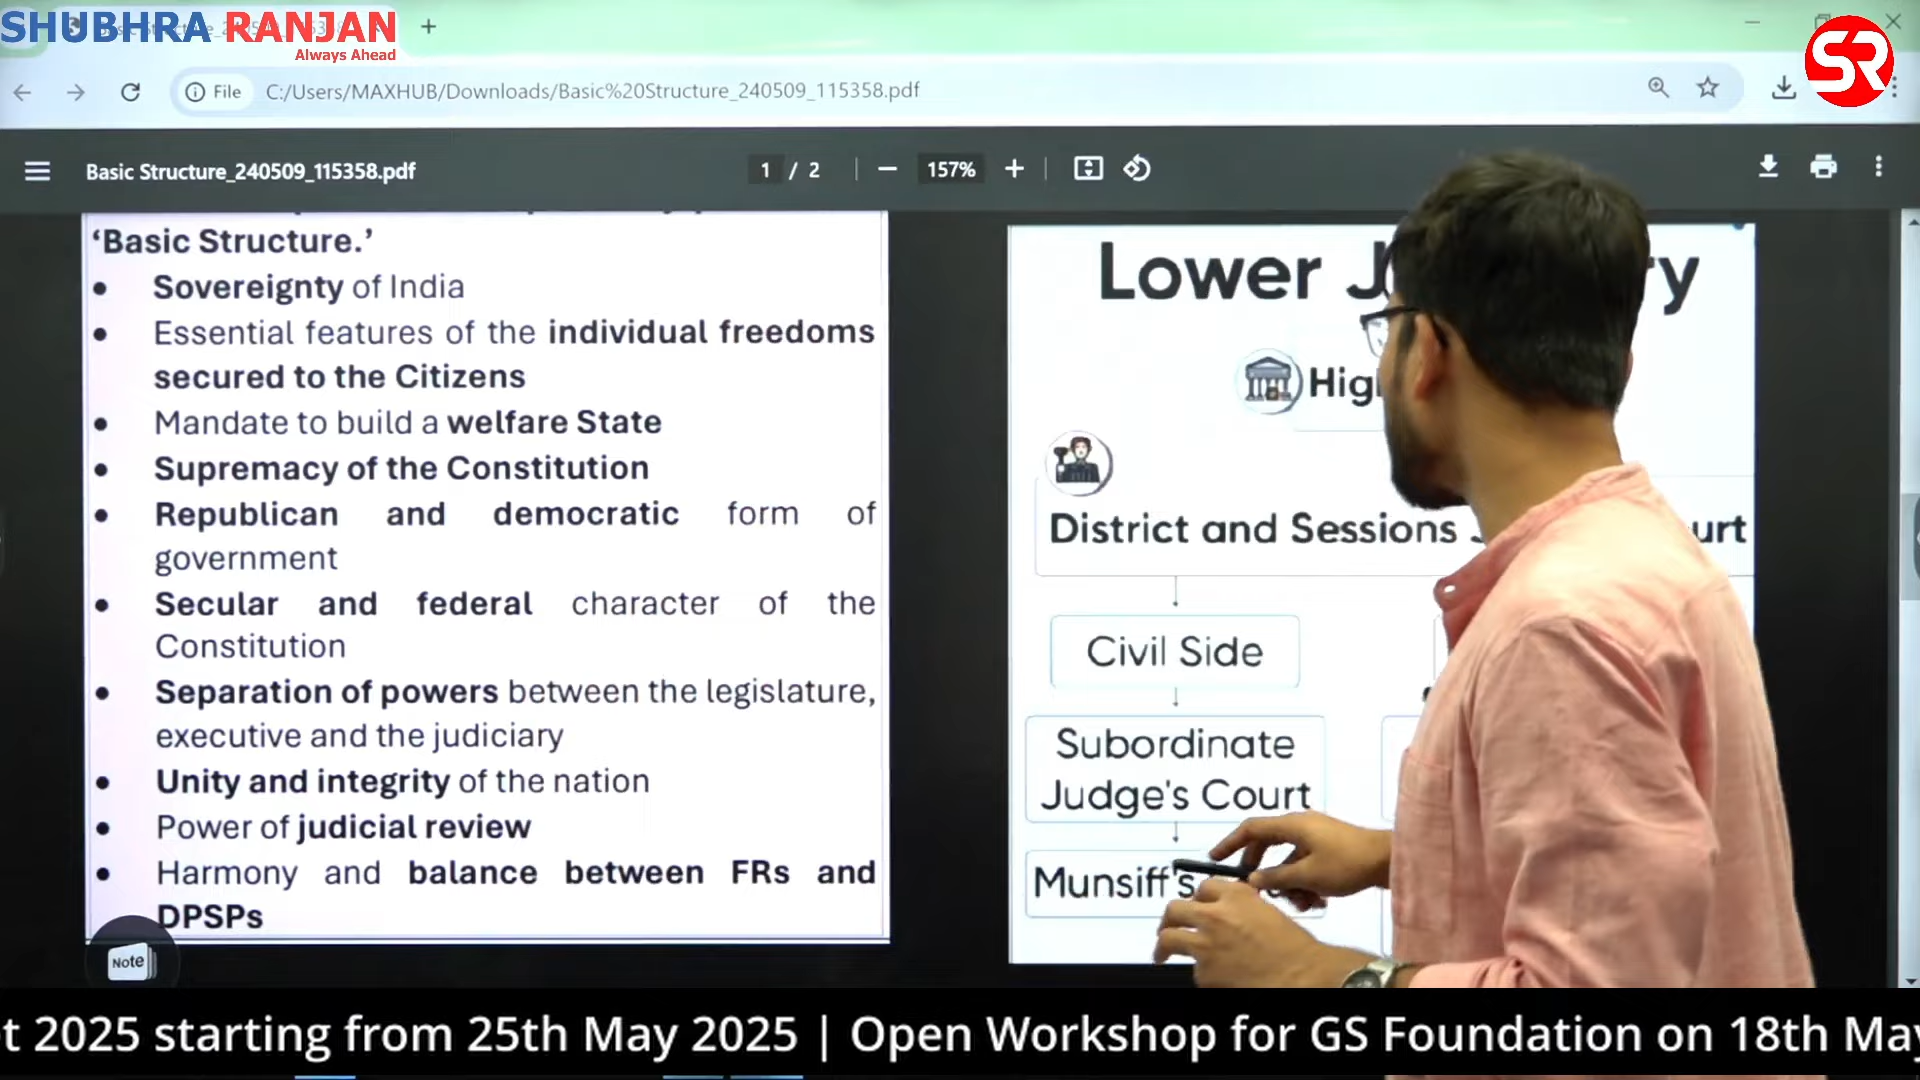 SHUBHRA RANJAN
Always Ahead
SR
File
C:/Users/MAXHUB/Downloads/Basic%20Structure_240509_115358.pdf
Basic Structure_240509_115358.pdf
1 / 2
157%
‘Basic Structure.’
• Sovereignty of India
• Essential features of the individual freedoms
secured to the Citizens
• Mandate to build a welfare State
• Supremacy of the Constitution
• Republican and democratic form of
government
• Secular and federal character of the
Constitution
• Separation of powers between the legislature,
executive and the judiciary
• Unity and integrity of the nation
• Power of judicial review
• Harmony and balance between FRs and
DPSPs
Note
Lower
District and Sessions
Civil Side
Subordinate
Judge's Court
Munsiff's
2025 starting from 25th May 2025 | Open Workshop for GS Foundation on 18th May